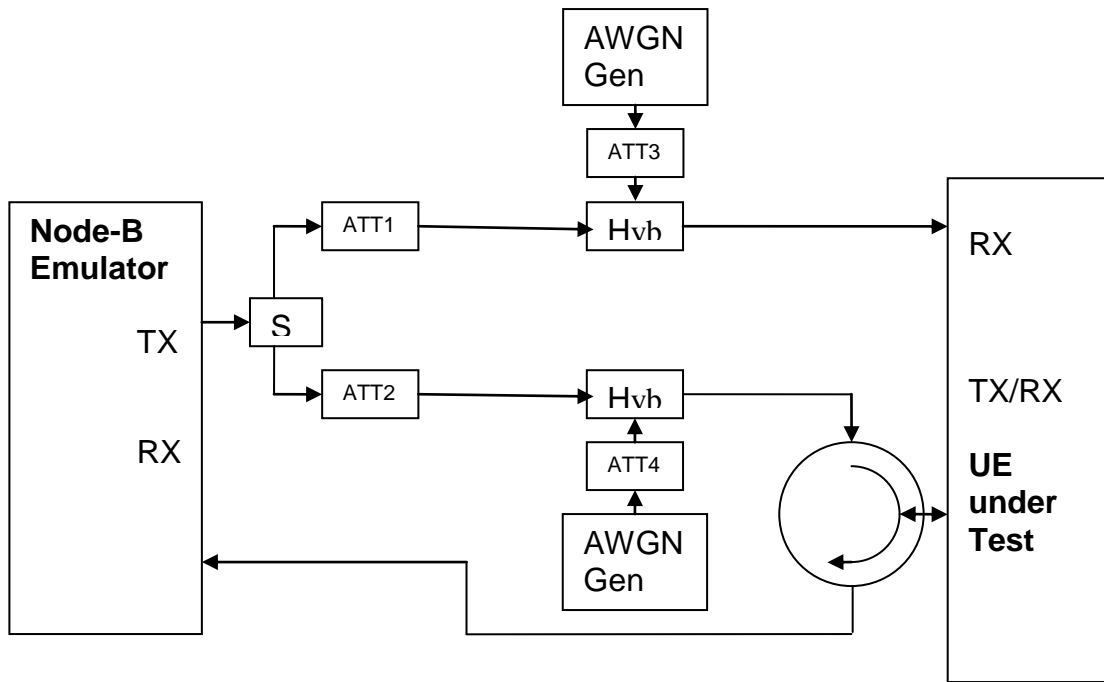 AWGN
Gen
ATT3
Node-B
Emulator
ATT1
Hyb
RX
S
TX
ATT2
Hyb
TX/RX
RX
ATT4
UE
under
Test
AWGN
Gen